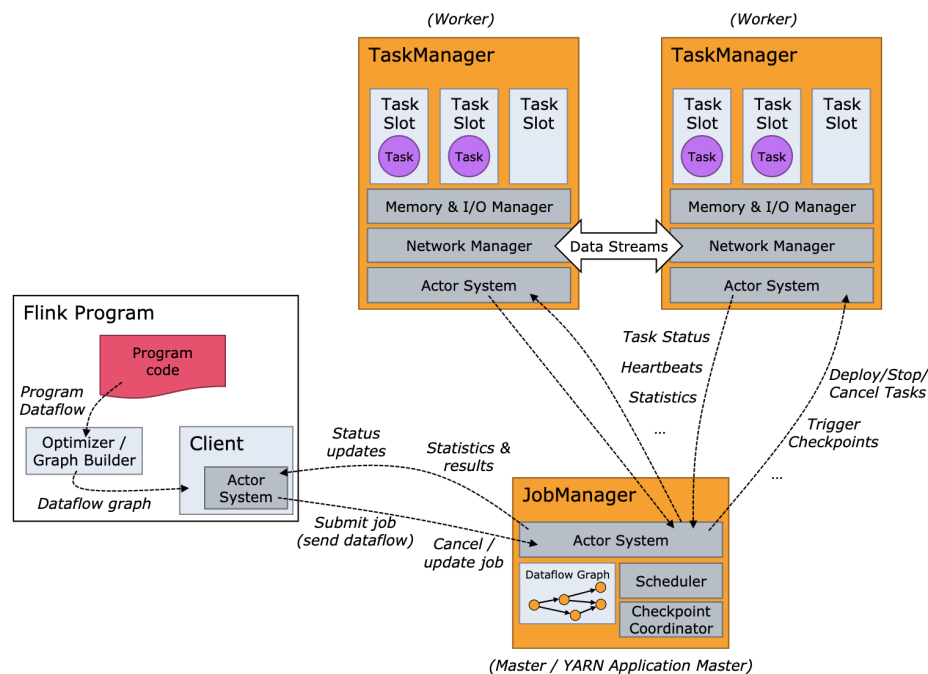 (Worker)
(Worker)
TaskManager
TaskManager
Task
Slot
Task
Slot
Task
Slot
Task
Task
Task
Slot
Task
Slot
Task
Slot
Task
Task
Memory & I/O Manager
Memory & I/O Manager
Network Manager
Data Streams
Network Manager
Actor System
Actor System
Flink Program
Program
code
Program
Dataflow
Optimizer /
Graph Builder
Client
Actor
System
Dataflow graph
Status
updates
Statistics &
results
Submit job
(send dataflow)
Cancel /
update job
Task Status
Heartbeats
Statistics
...
Deploy/Stop/
Cancel Tasks
Trigger
Checkpoints
...
JobManager
Actor System
Dataflow Graph
Scheduler
Checkpoint
Coordinator
(Master / YARN Application Master)